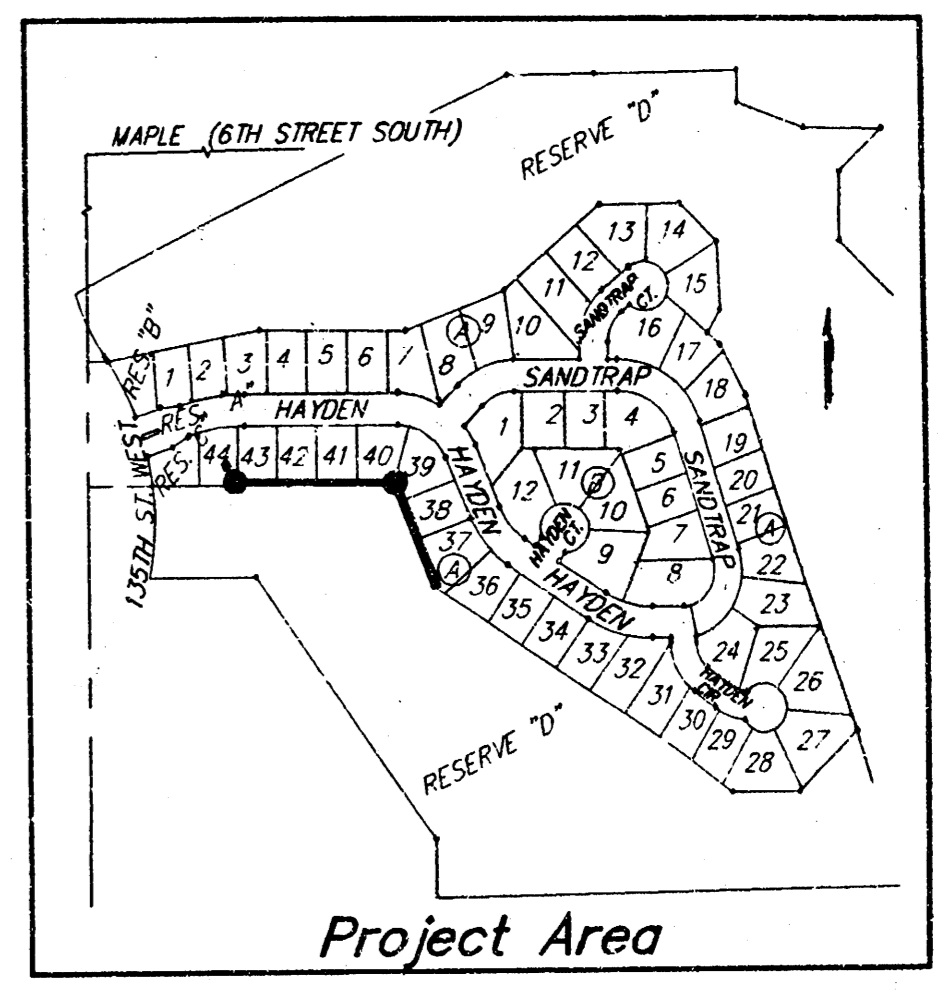 MAPLE (6TH STREET SOUTH)
RESERVE "D"
13
14
12
15
11
SANDTRAP
CT.
16
10
9
A
8
7
6
5
4
3
2
1
RES. "B"
17
18
SANDTRAP
RES. "A"
HAYDEN
1
2
3
4
19
RES. "C"
44
43
42
41
40
39
HAYDEN
11
B
5
20
12
10
6
SANDTRAP
38
21
A
HAYDEN
CT.
7
37
9
22
135TH ST. WEST
A
36
8
HAYDEN
23
35
34
24
25
33
32
26
31
HAYDEN
CIR.
30
29
27
28
RESERVE "D"
Project Area